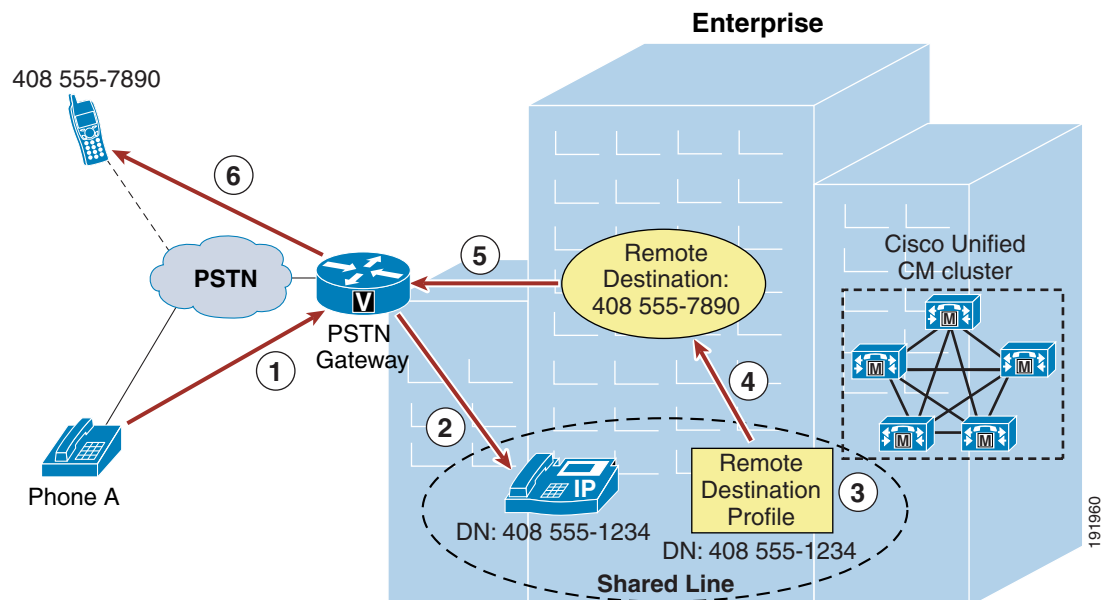 Enterprise
408 555-7890
6
5
Remote
Destination:
408 555-7890
Cisco Unified
CM cluster
M
M
M
M
M
PSTN
V
PSTN
Gateway
1
4
2
Phone A
IP
DN: 408 555-1234
Remote
Destination
Profile
3
DN: 408 555-1234
Shared Line
191960